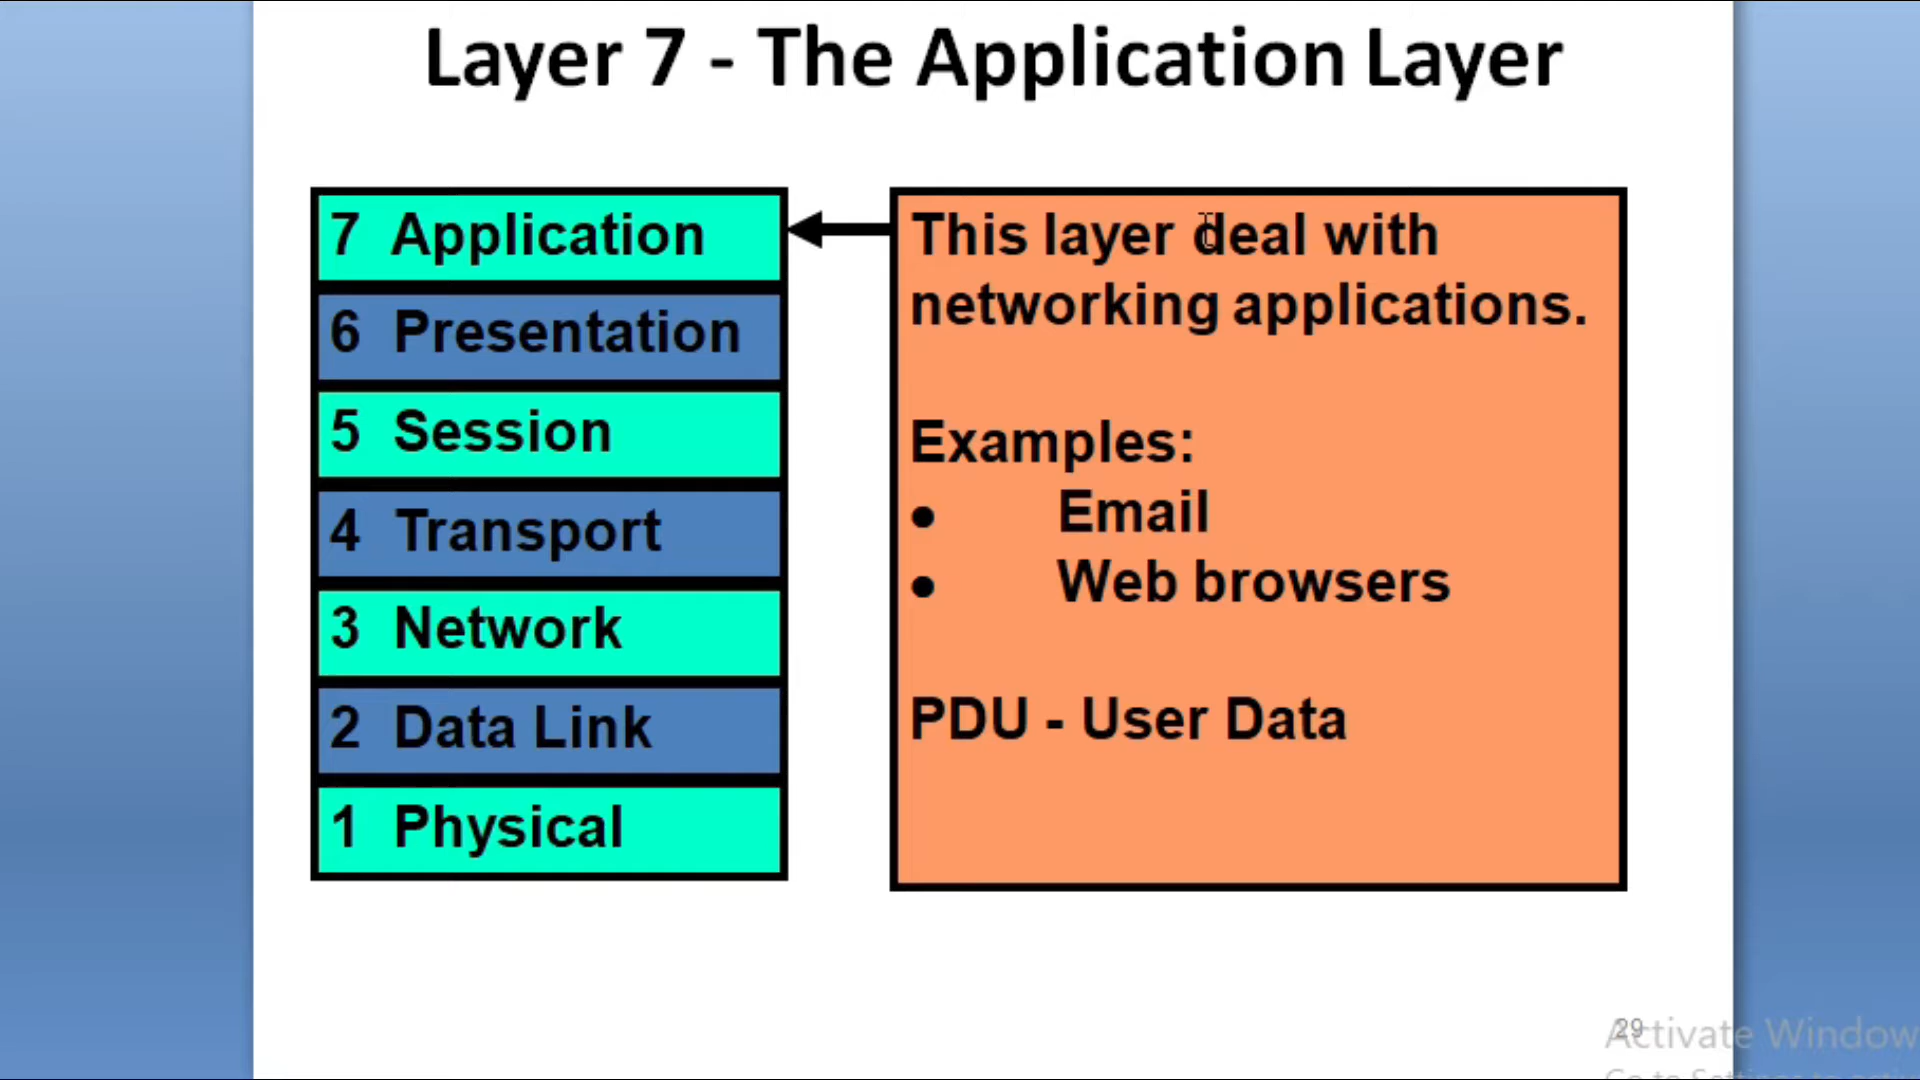 Layer 7 - The Application Layer
7 Application
6 Presentation
5 Session
4 Transport
3 Network
2 Data Link
1 Physical
This layer deal with
networking applications.
Examples:
● Email
● Web browsers
PDU - User Data
29
Activate Window